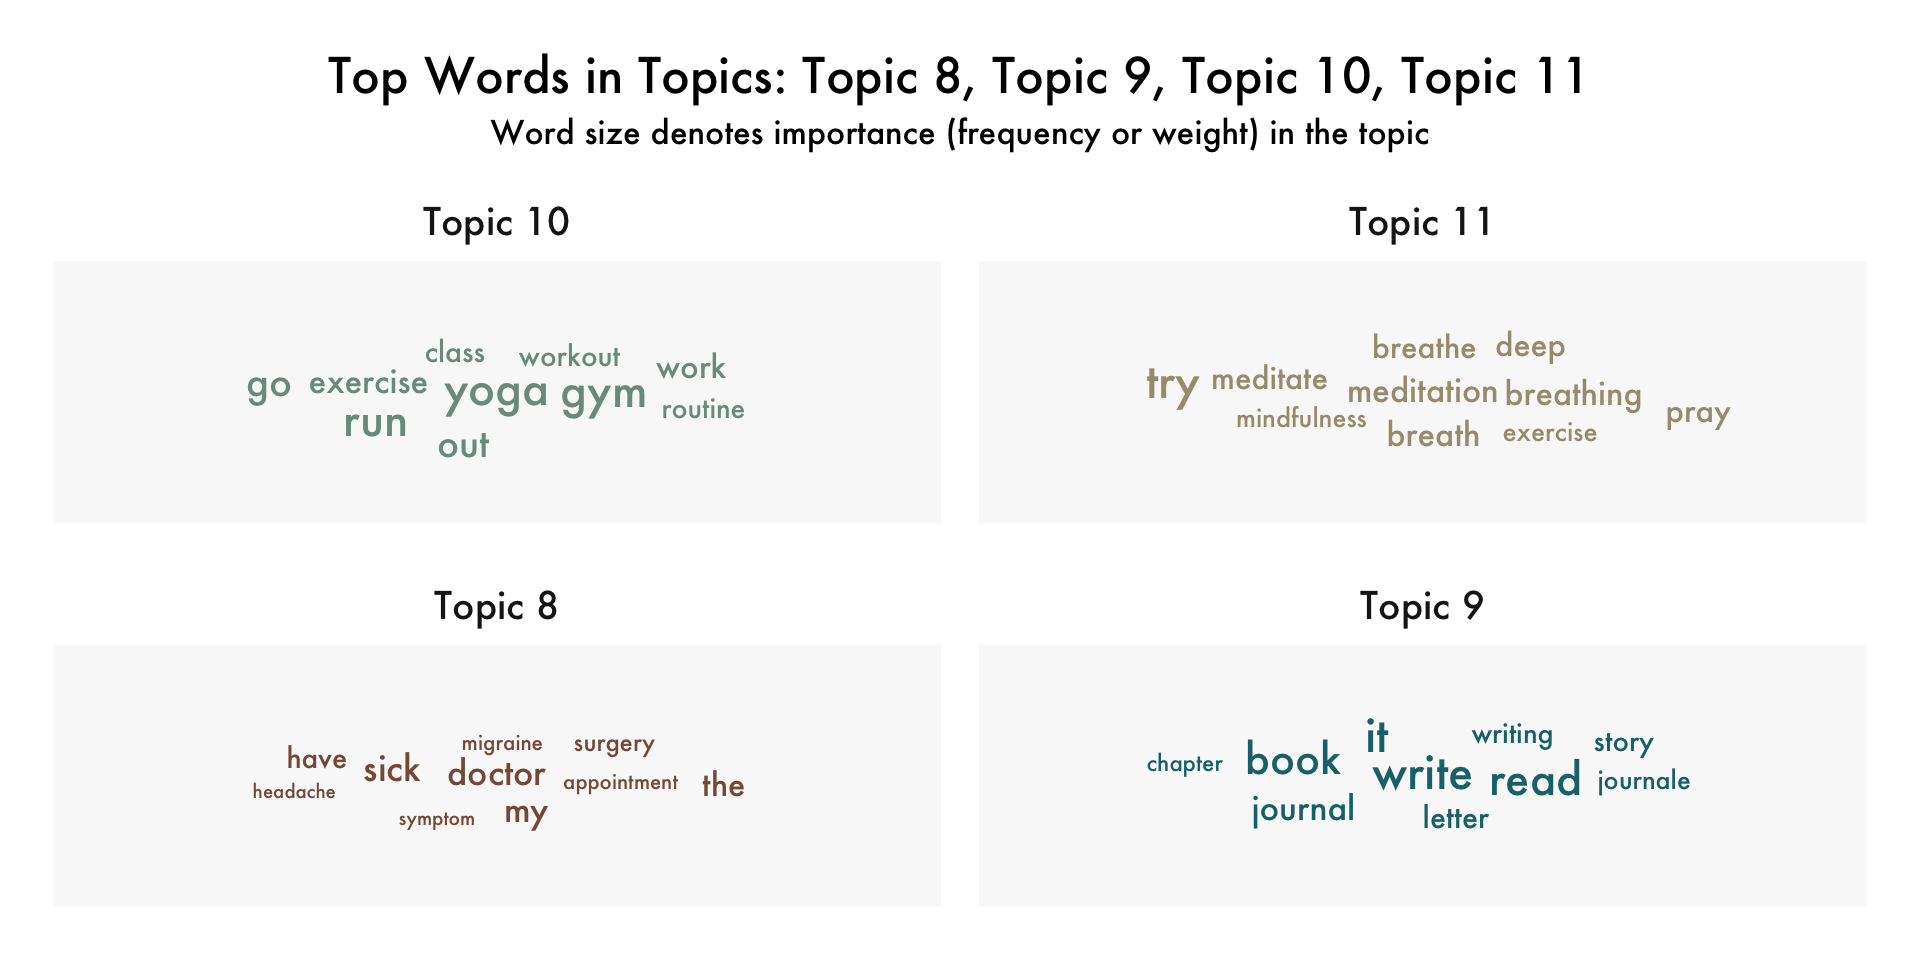 Top Words in Topics: Topic 8, Topic 9, Topic 10, Topic 11
Word size denotes importance (frequency or weight) in the topic
Topic 10
class workout work
go exercise yoga gym routine
run out
Topic 11
breathe deep
try meditate meditation breathing pray
mindfulness breath exercise
Topic 8
have sick migraine surgery
headache doctor appointment the
symptom my
Topic 9
it writing story
chapter book write read journale
journal letter